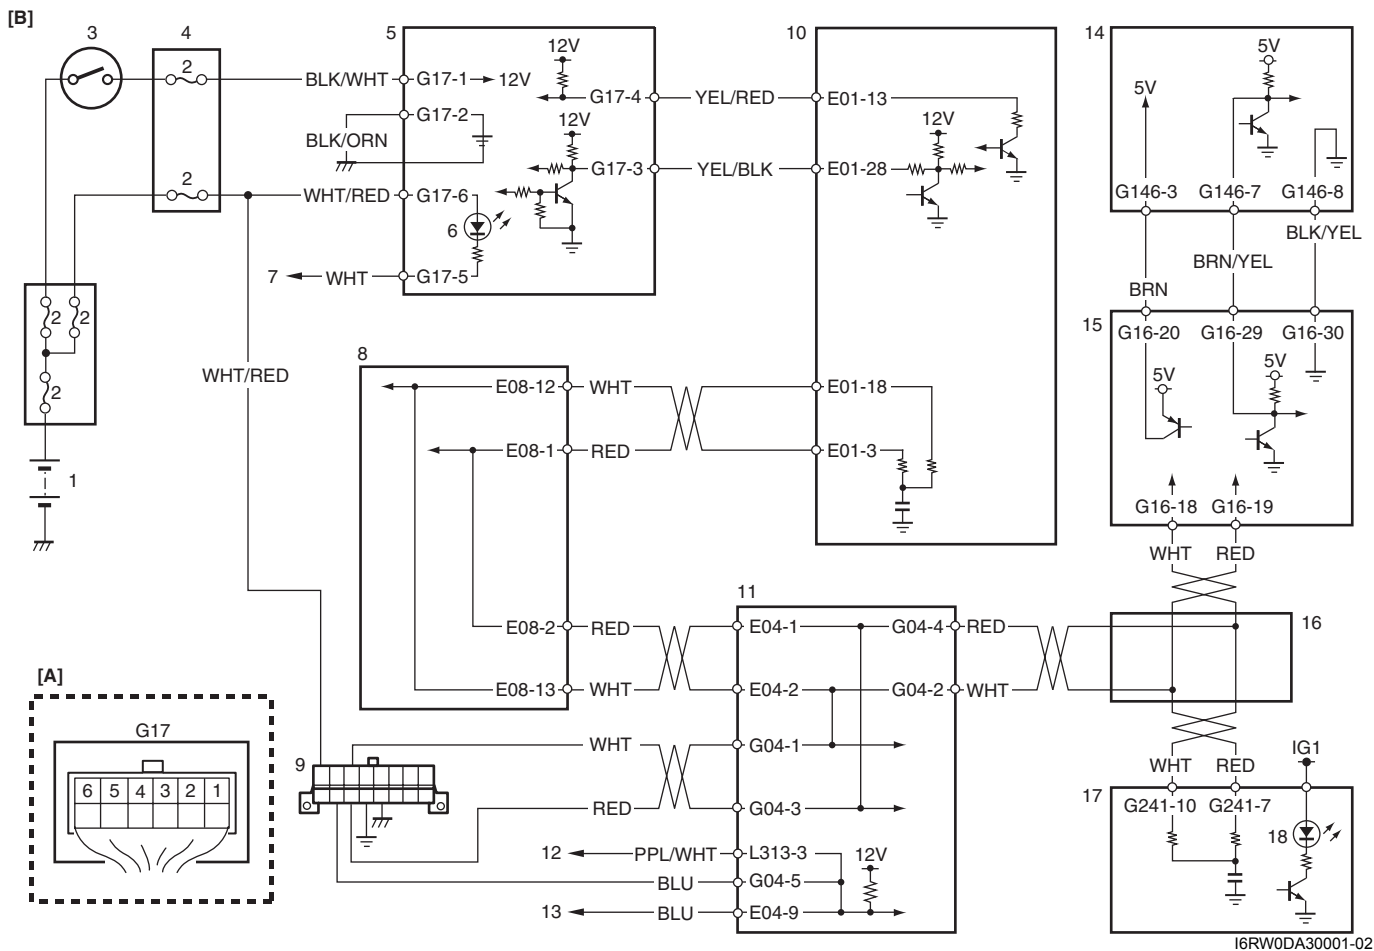 [B]
3
4
5
10
14
2
BLK/WHT
G17-1
12V
12V
G17-4
YEL/RED
E01-13
5V
5V
G17-2
BLK/ORN
12V
12V
G17-3
YEL/BLK
E01-28
2
WHT/RED
G17-6
6
G146-3
G146-7
G146-8
BLK/YEL
BRN/YEL
7
WHT
G17-5
BRN
2
2
2
15
G16-20
G16-29
G16-30
5V
5V
WHT/RED
8
E08-12
WHT
E01-18
E08-1
RED
E01-3
1
G16-18
G16-19
WHT
RED
11
E08-2
RED
E04-1
G04-4
RED
16
[A]
E08-13
WHT
E04-2
G04-2
WHT
G17
WHT
G04-1
9
WHT
RED
IG1
6
5
4
3
2
1
RED
G04-3
17
G241-10
G241-7
18
12
PPL/WHT
L313-3
12V
BLU
G04-5
13
BLU
E04-9
I6RW0DA30001-02